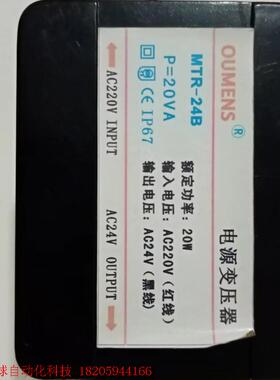 OUMENS®
电源变压器
MTR-24B
额定功率：20W
P=20VA
输入电压：AC220V（红线）
CE IP67
输出电压：AC24V（黑线）
AC220V INPUT
AC24V OUTPUT
球自动化科技 18205944166